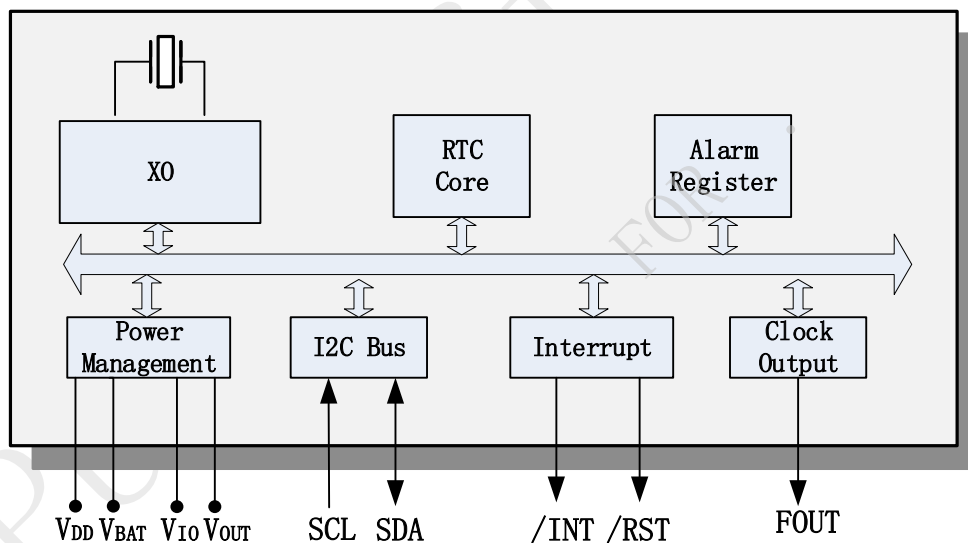 XO
RTC
Core
Alarm
Register
Power
Management
I2C Bus
Interrupt
Clock
Output
VDD VBAT VIO VOUT
SCL SDA
/INT /RST
FOUT
FOR